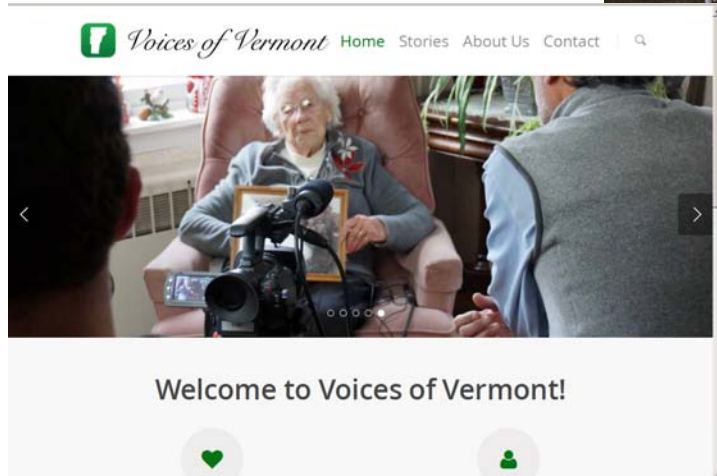 Voices of Vermont Home Stories About Us Contact
Welcome to Voices of Vermont!